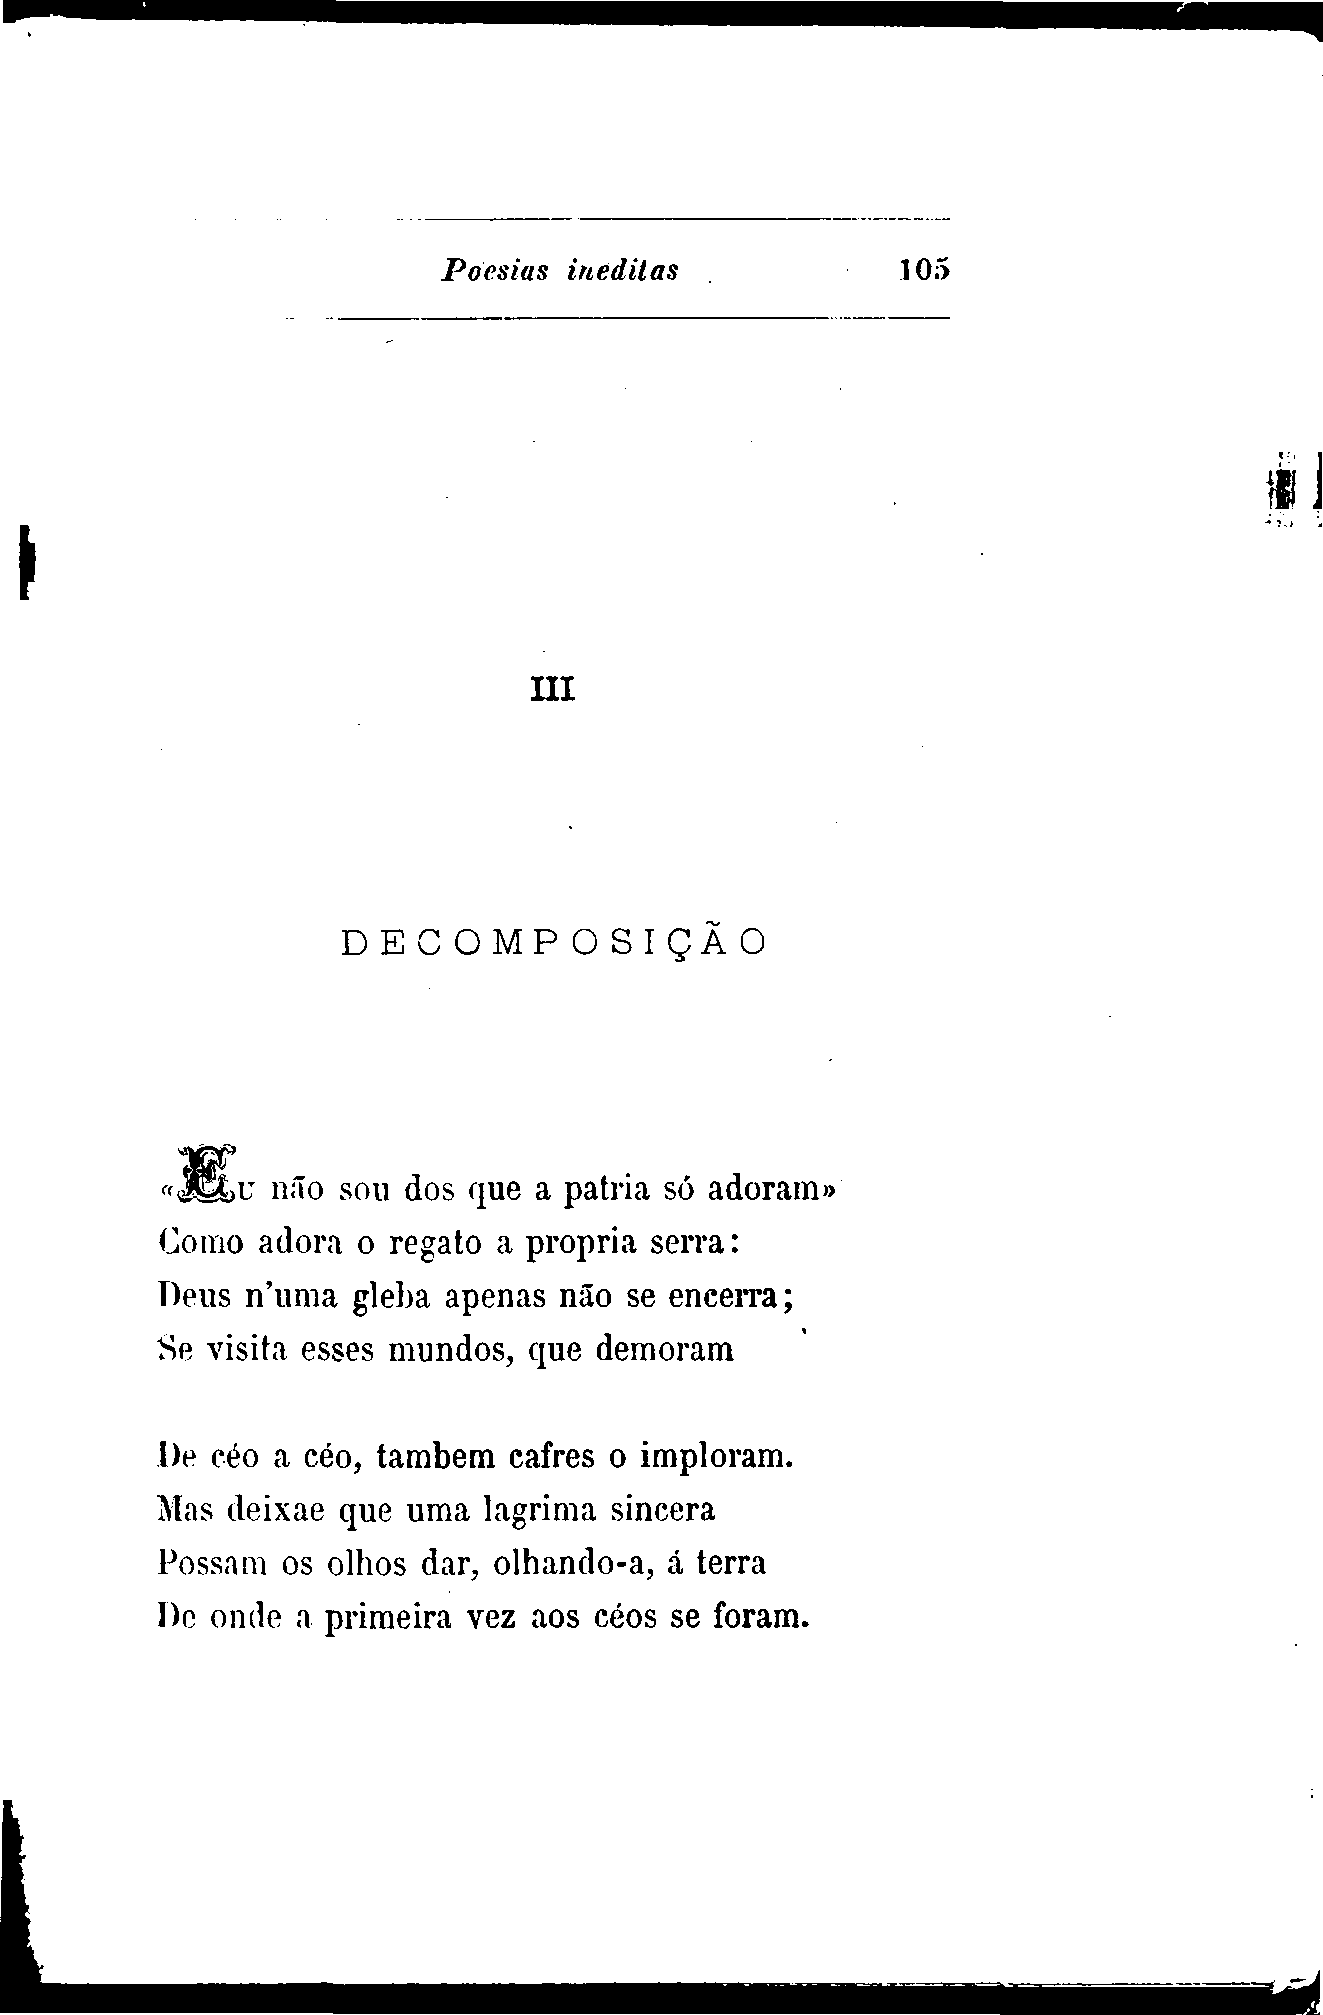 Poesias ineditas 105
III
DECOMPOSIÇÃO
«Eu não sou dos que a patria só adoram»
Como adora o regato a propria serra:
Deus n'uma gleba apenas não se encerra;
Se visita esses mundos, que demoram
De céo a céo, tambem cafres o imploram.
Mas deixae que uma lagrima sincera
Possam os olhos dar, olhando-a, á terra
De onde a primeira vez aos céos se foram.